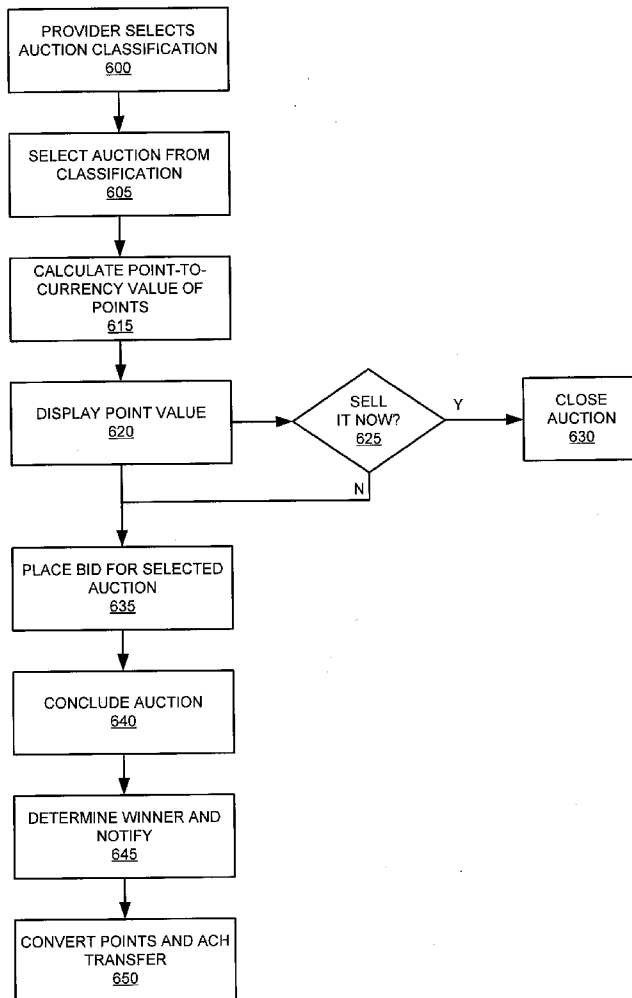 PROVIDER SELECTS
AUCTION CLASSIFICATION
600
SELECT AUCTION FROM
CLASSIFICATION
605
CALCULATE POINT-TO-
CURRENCY VALUE OF
POINTS
615
DISPLAY POINT VALUE
620
SELL
IT NOW?
625
Y
CLOSE
AUCTION
630
N
PLACE BID FOR SELECTED
AUCTION
635
CONCLUDE AUCTION
640
DETERMINE WINNER AND
NOTIFY
645
CONVERT POINTS AND ACH
TRANSFER
650